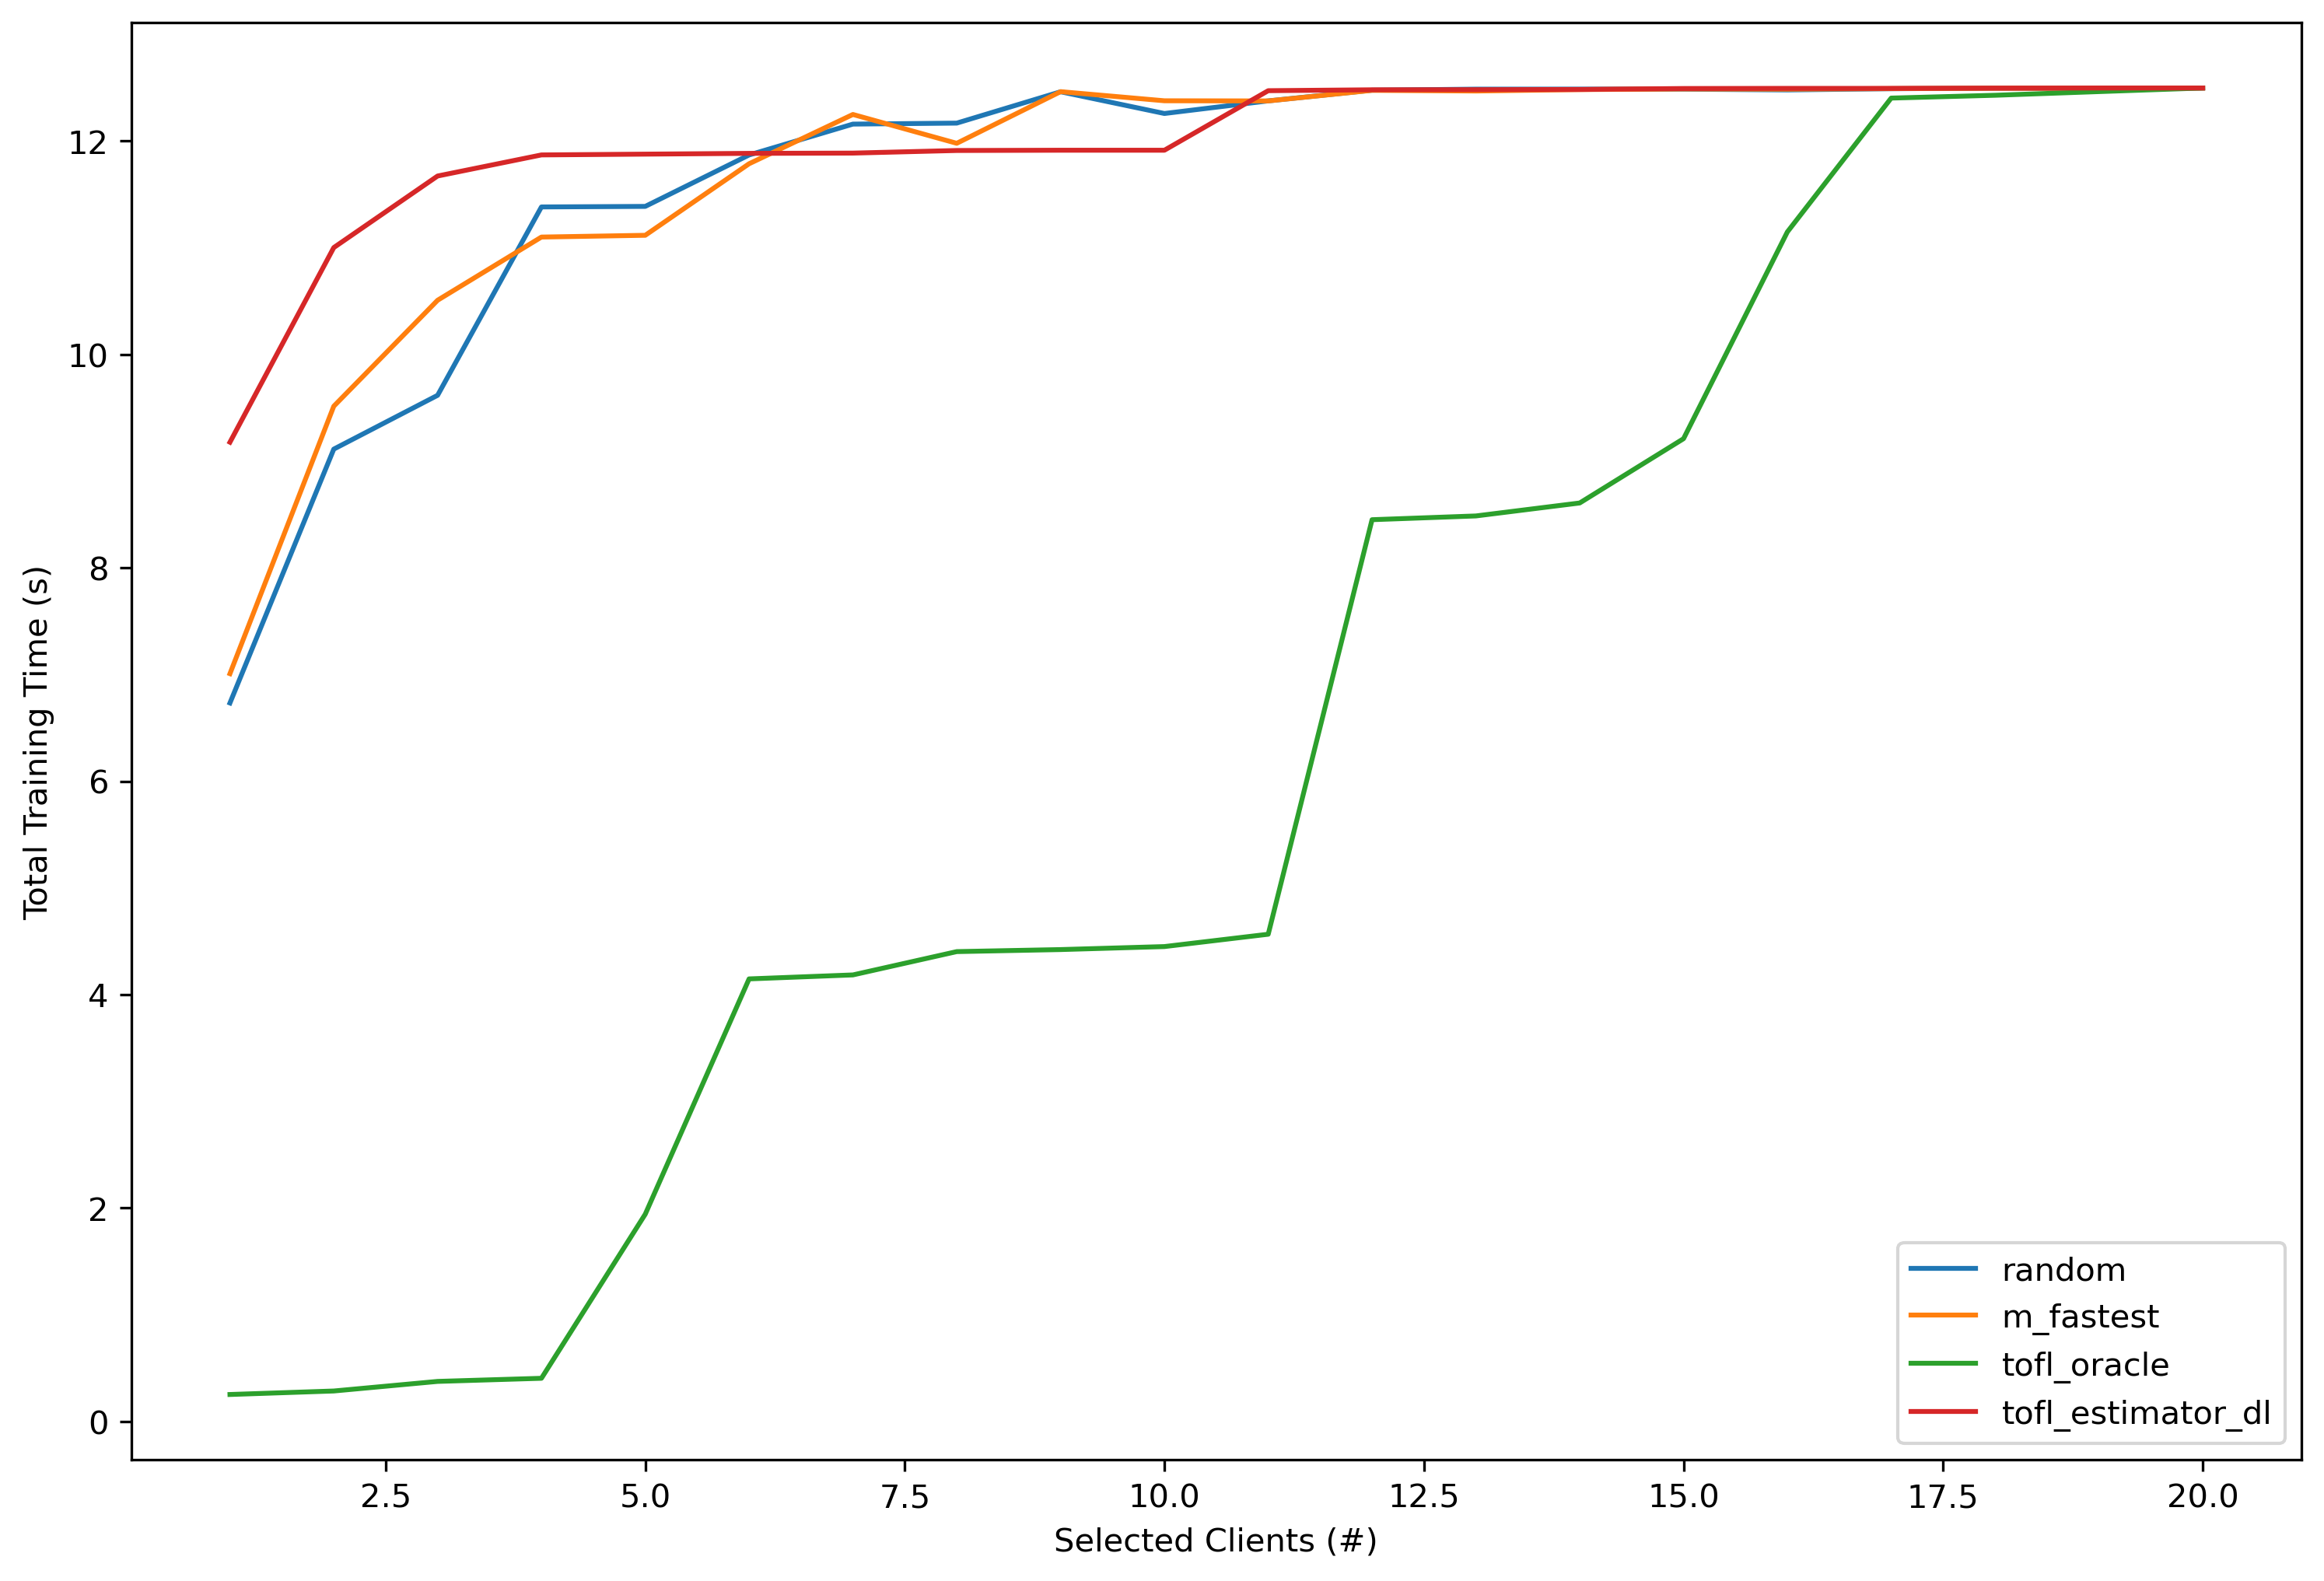 Total Training Time (s)
12
10
8
6
4
2
0
2.5 5.0 7.5 10.0 12.5 15.0 17.5 20.0
Selected Clients (#)
random
m_fastest
tofl_oracle
tofl_estimator_dl